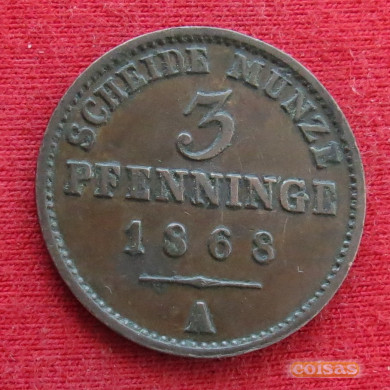 SCHEIDE MÜNZE
3
PFENNINGE
1868
A
coisas